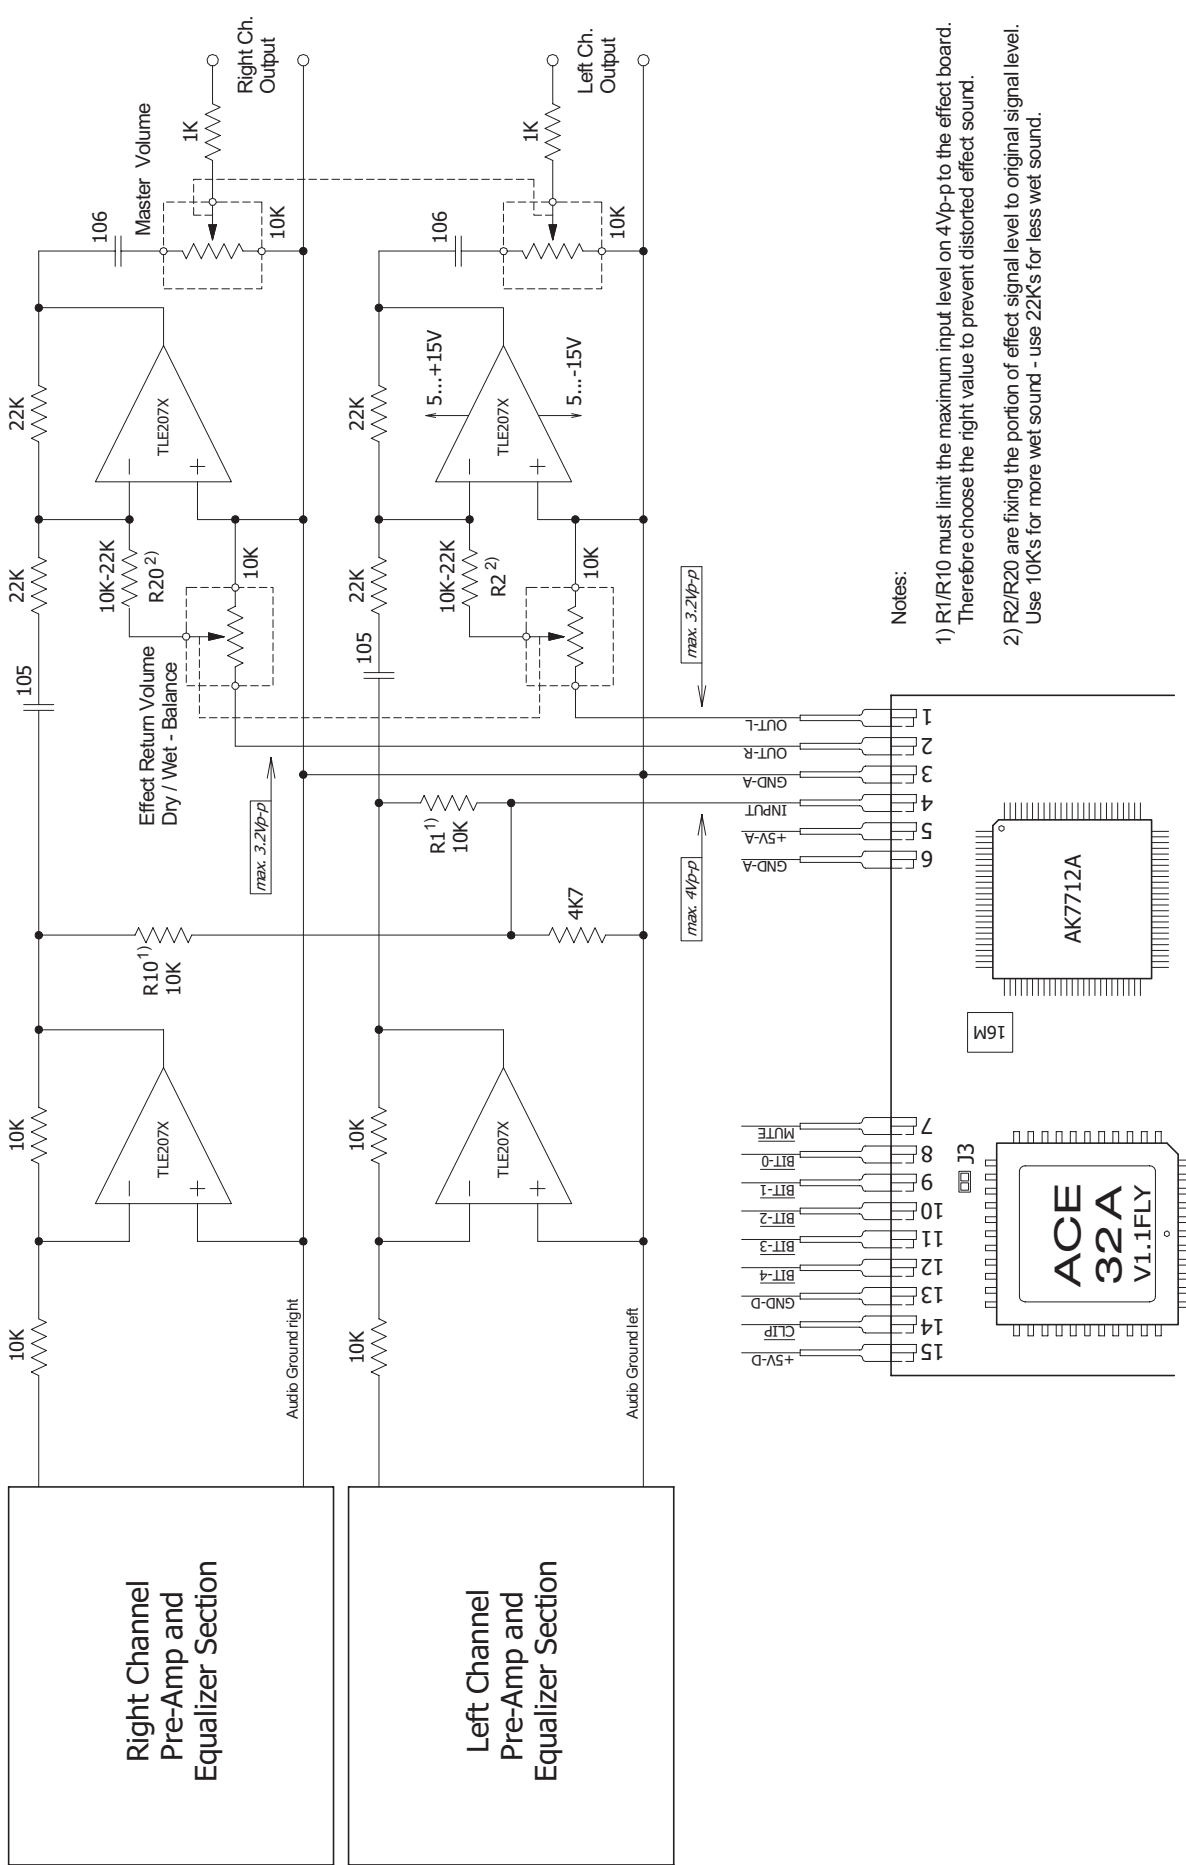 Right Channel
Pre-Amp and
Equalizer Section
10K
10K
TLE207X
Audio Ground right
R10 1)
10K
105
22K
22K
10K-22K
R20 2)
10K
Effect Return Volume
Dry / Wet - Balance
max. 3.2Vp-p
TLE207X
106
Master Volume
10K
1K
Right Ch.
Output
Left Channel
Pre-Amp and
Equalizer Section
10K
10K
TLE207X
Audio Ground left
R1 1)
10K
4K7
105
22K
22K
10K-22K
R2 2)
10K
TLE207X
5...+15V
5...-15V
106
10K
1K
Left Ch.
Output
max. 4Vp-p
max. 3.2Vp-p
+5V-D
CLIP
GND-D
BIT-4
BIT-3
BIT-2
BIT-1
BIT-0
MUTE
GND-A
+5V-A
INPUT
GND-A
OUT-R
OUT-L
15
14
13
12
11
10
9
8
7
6
5
4
3
2
1
J3
16M
ACE
32A
V1.1FLY
AK7712A
Notes:
1) R1/R10 must limit the maximum input level on 4Vp-p to the effect board.
Therefore choose the right value to prevent distorted effect sound.
2) R2/R20 are fixing the portion of effect signal level to original signal level.
Use 10K's for more wet sound - use 22K's for less wet sound.